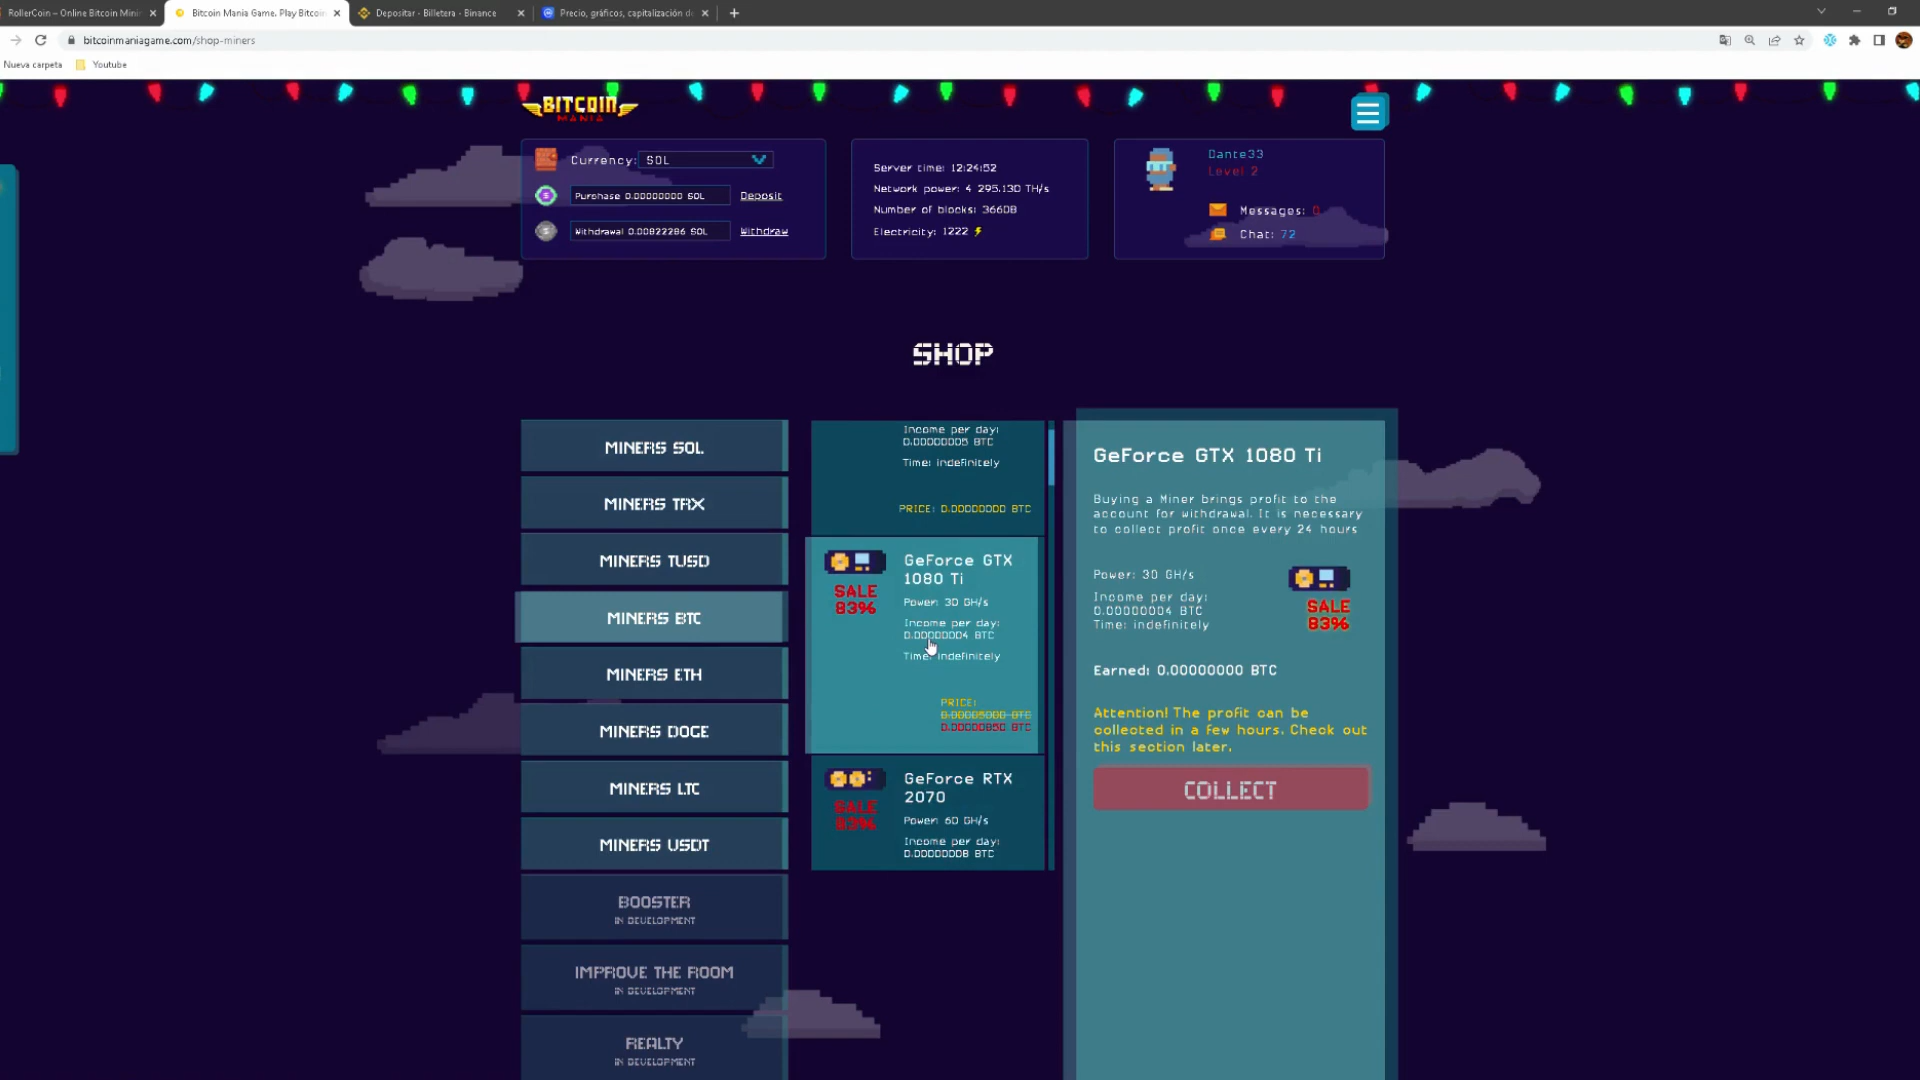 RollerCoin – Online Bitcoin Mini
Bitcoin Mania Game. Play Bitcoin
Depositar - Billetera - Binance
Precio, gráficos, capitalización d
bitcoinmaniagame.com/shop-miners
Nueva carpeta
Youtube
BITCOIN
MANIA
Currency: SOL
Purchase 0.00000000 SOL
Deposit
Withdrawal 0.00822286 SOL
Withdraw
Server time: 12:24:52
Network power: 4 295.130 TH/s
Number of blocks: 36608
Electricity: 1222
Dante33
Level 2
Messages: 0
Chat: 72
SHOP
MINERS SOL
MINERS TRX
MINERS TUSD
MINERS BTC
MINERS ETH
MINERS DOGE
MINERS LTC
MINERS USDT
BOOSTER
IN DEVELOPMENT
IMPROVE THE ROOM
IN DEVELOPMENT
REALTY
IN DEVELOPMENT
Income per day:
0.00000005 BTC
Time: indefinitely
PRICE: 0.00000000 BTC
GeForce GTX
1080 Ti
SALE
83%
Power: 30 GH/s
Income per day:
0.00000004 BTC
Time: indefinitely
PRICE:
0.00005000 BTC
0.00000850 BTC
GeForce RTX
2070
SALE
83%
Power: 60 GH/s
Income per day:
0.00000008 BTC
GeForce GTX 1080 Ti
Buying a Miner brings profit to the
account for withdrawal. It is necessary
to collect profit once every 24 hours
Power: 30 GH/s
Income per day:
0.00000004 BTC
Time: indefinitely
SALE
83%
Earned: 0.00000000 BTC
Attention! The profit can be
collected in a few hours. Check out
this section later.
COLLECT